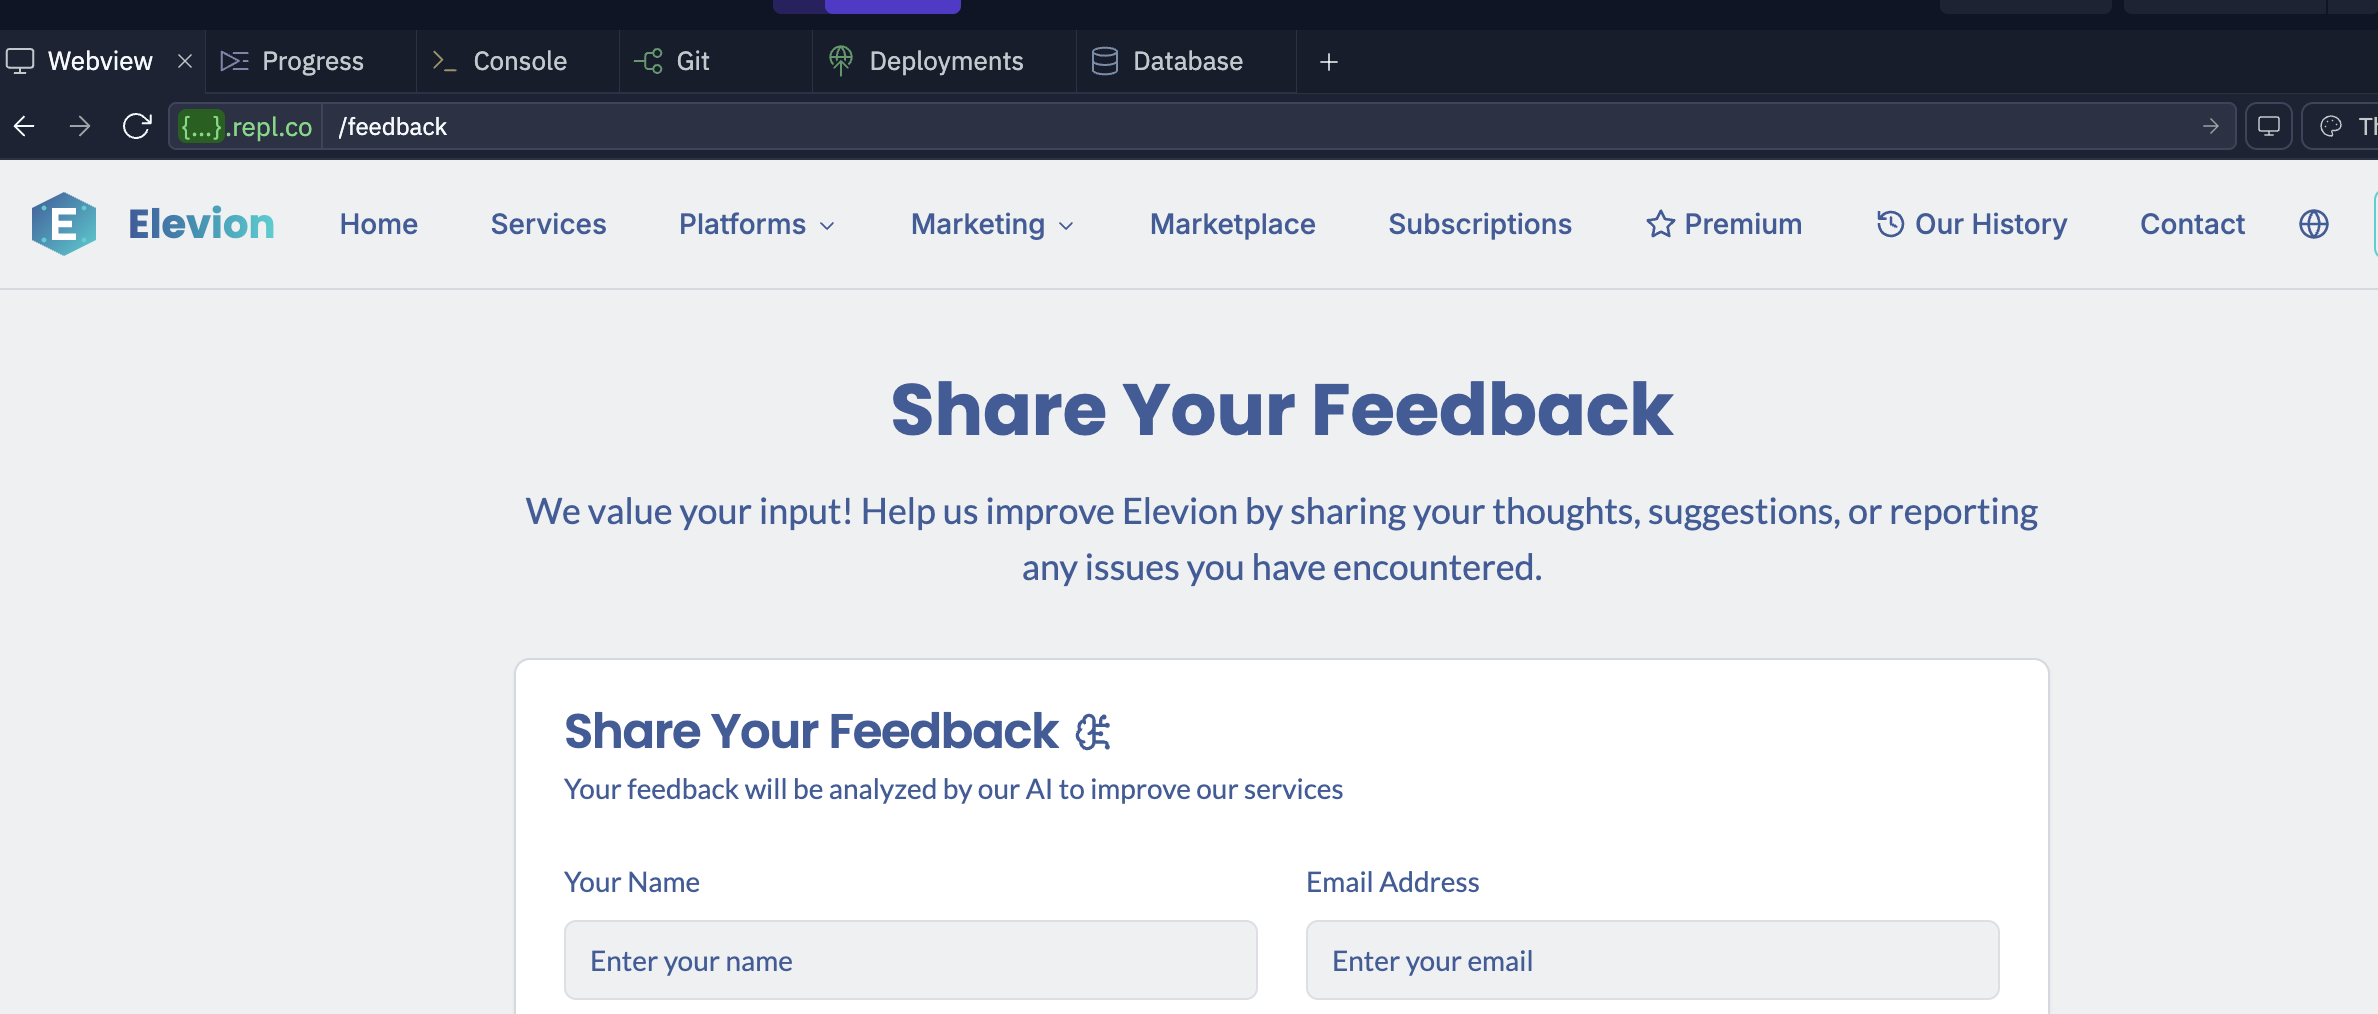 Webview
Progress
Console
Git
Deployments
Database
{...}.repl.co
/feedback
E
Elevion
Home
Services
Platforms
Marketing
Marketplace
Subscriptions
Premium
Our History
Contact
Share Your Feedback
We value your input! Help us improve Elevion by sharing your thoughts, suggestions, or reporting
any issues you have encountered.
Share Your Feedback
Your feedback will be analyzed by our AI to improve our services
Your Name
Email Address
Enter your name
Enter your email